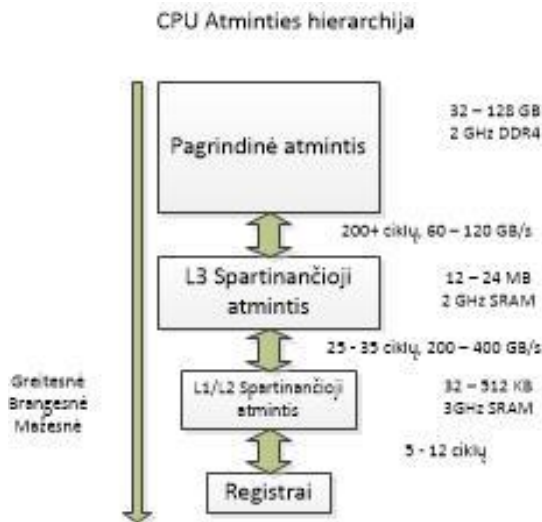 CPU Atminties hierarchija
Pagrindinė atmintis
32 – 128 GB
2 GHz DDR4
200+ ciklų, 60 – 120 GB/s
L3 Spartinančioji
atmintis
12 – 24 MB
2 GHz SRAM
25 - 35 ciklų, 200 – 400 GB/s
Greitesnė
Brangesnė
Mažesnė
L1/L2 Spartinančioji
atmintis
32 – 512 KB
3GHz SRAM
5 - 12 ciklų
Registrai